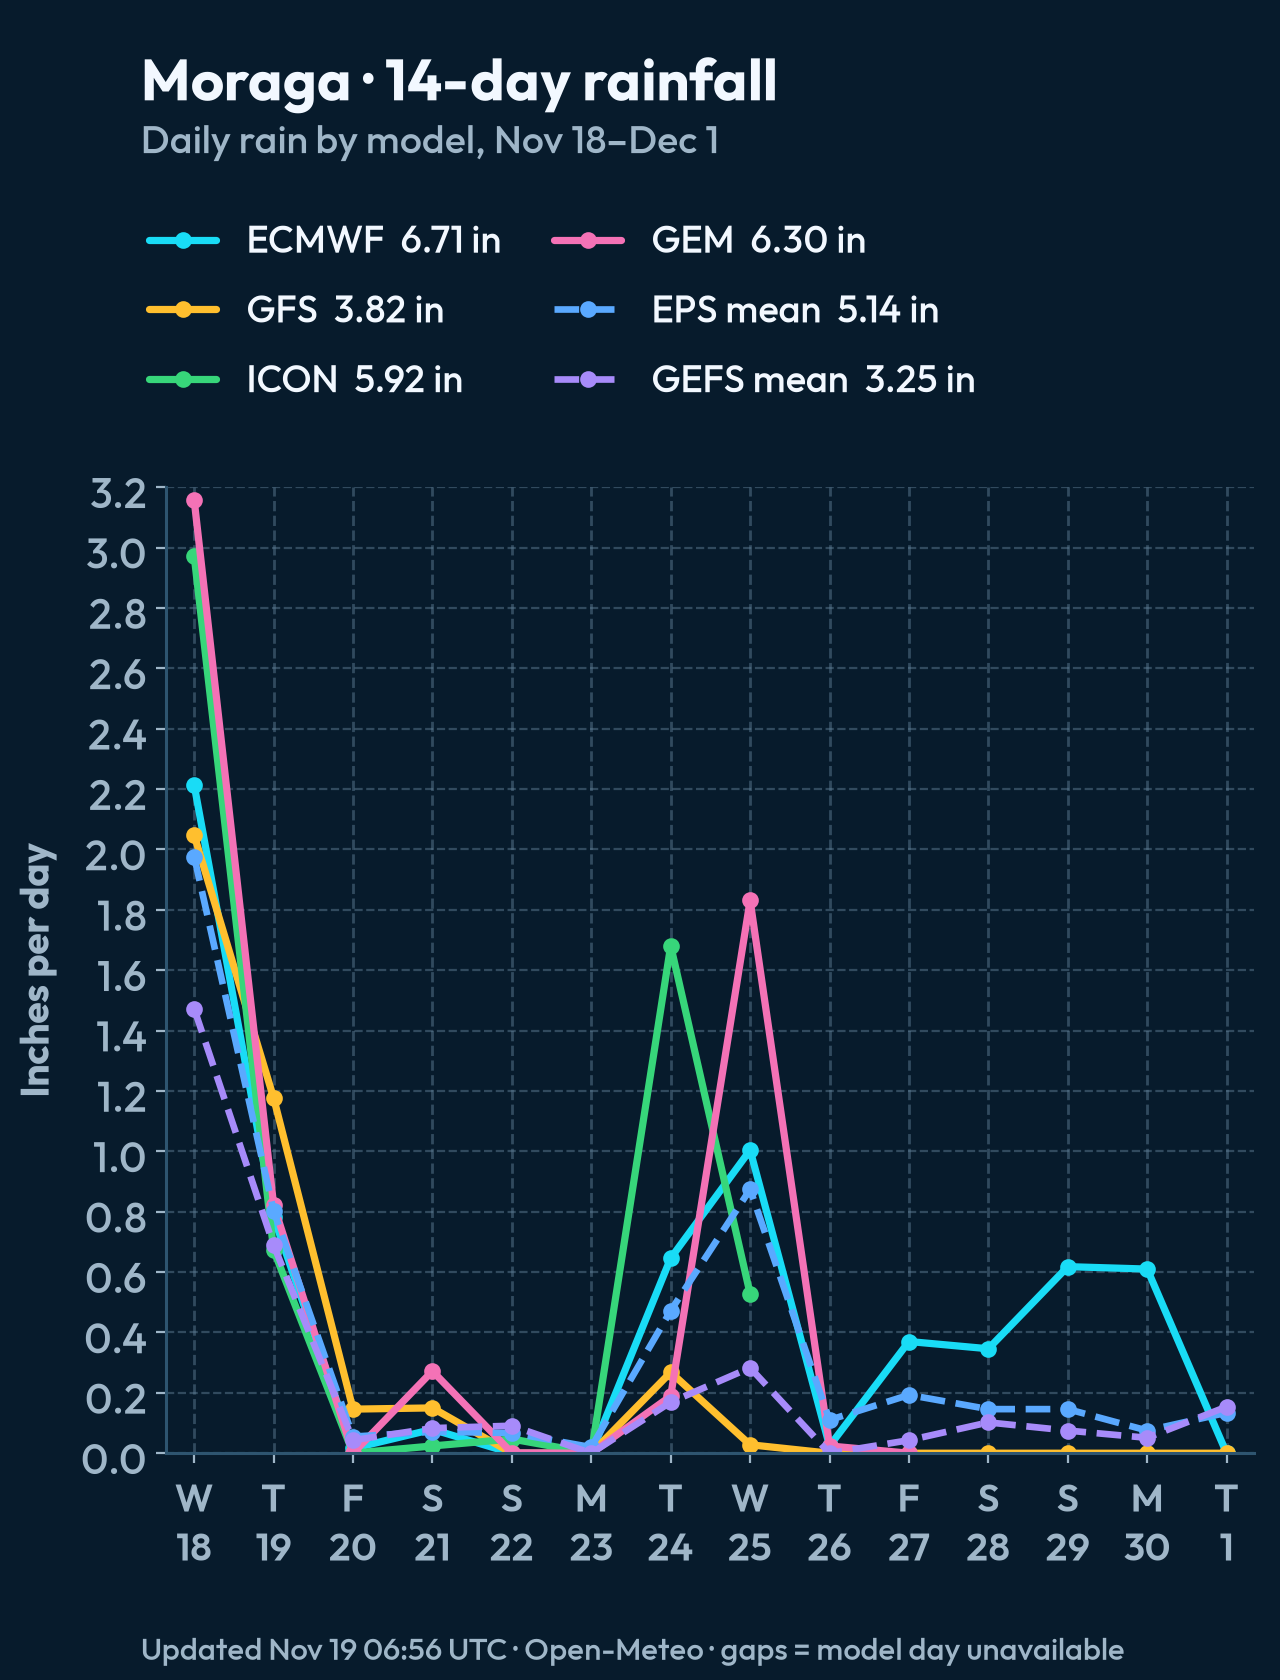 Moraga · 14-day rainfall
Daily rain by model, Nov 18–Dec 1
ECMWF 6.71 in
GEM 6.30 in
GFS 3.82 in
EPS mean 5.14 in
ICON 5.92 in
GEFS mean 3.25 in
Inches per day
3.2
3.0
2.8
2.6
2.4
2.2
2.0
1.8
1.6
1.4
1.2
1.0
0.8
0.6
0.4
0.2
0.0
W T F S S M T W T F S S M T
18 19 20 21 22 23 24 25 26 27 28 29 30 1
Updated Nov 19 06:56 UTC · Open-Meteo · gaps = model day unavailable